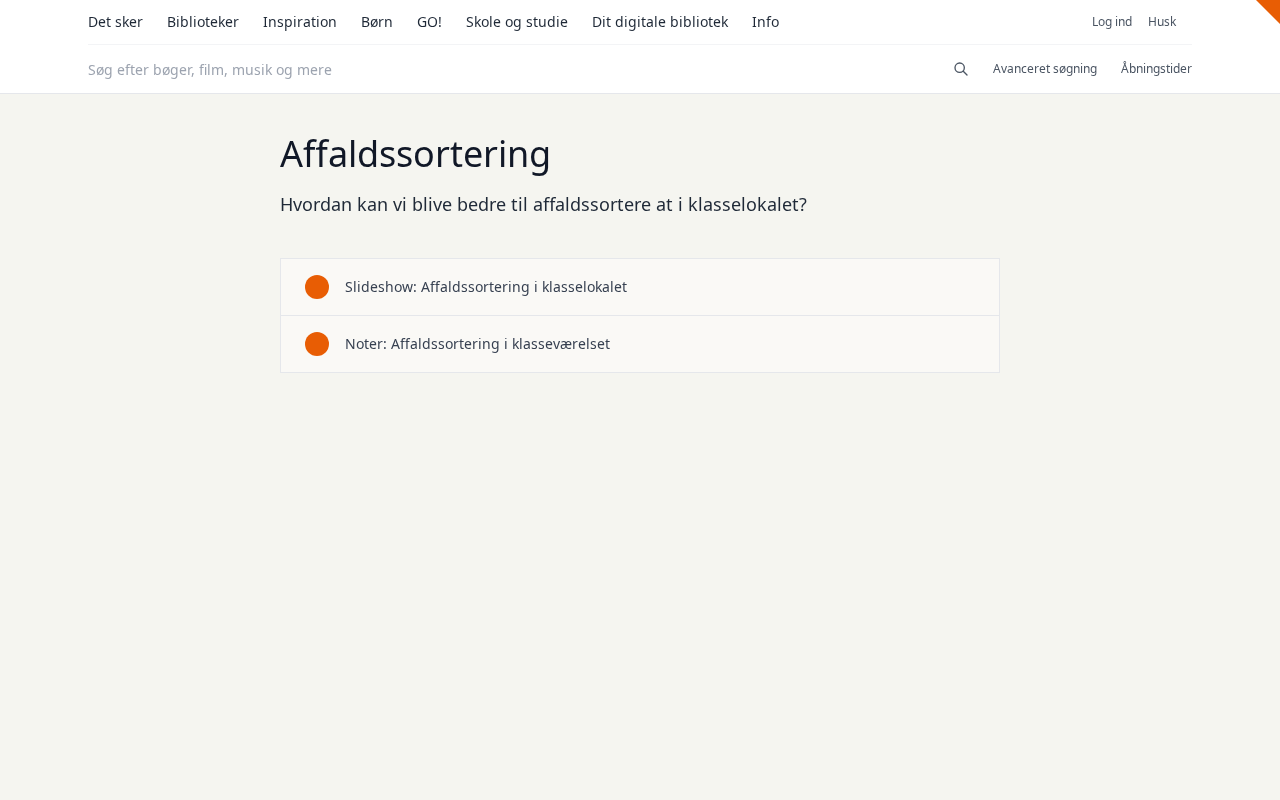 Det sker Biblioteker Inspiration Børn GO! Skole og studie Dit digitale bibliotek Info Log ind Husk
Søg efter bøger, film, musik og mere Avanceret søgning Åbningstider
Affaldssortering
Hvordan kan vi blive bedre til affaldssortere at i klasselokalet?
Slideshow: Affaldssortering i klasselokalet
Noter: Affaldssortering i klasseværelset